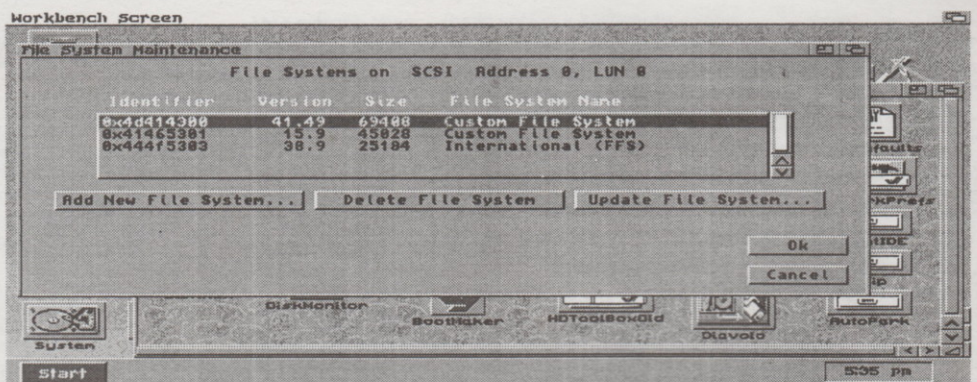 Workbench Screen
File System Maintenance
File Systems on SCSI Address 0, LUN 0
Identifier Version Size File System Name
0x4d414300 41.49 69408 Custom File System
0x41465301 15.9 45028 Custom File System
0x444f5303 38.9 25184 International (FFS)
Add New File System... Delete File System Update File System...
Ok
Cancel
DiskMonitor BootMaker HDToolBoxOld Diavolo AutoPark
System
Start 5:35 pm